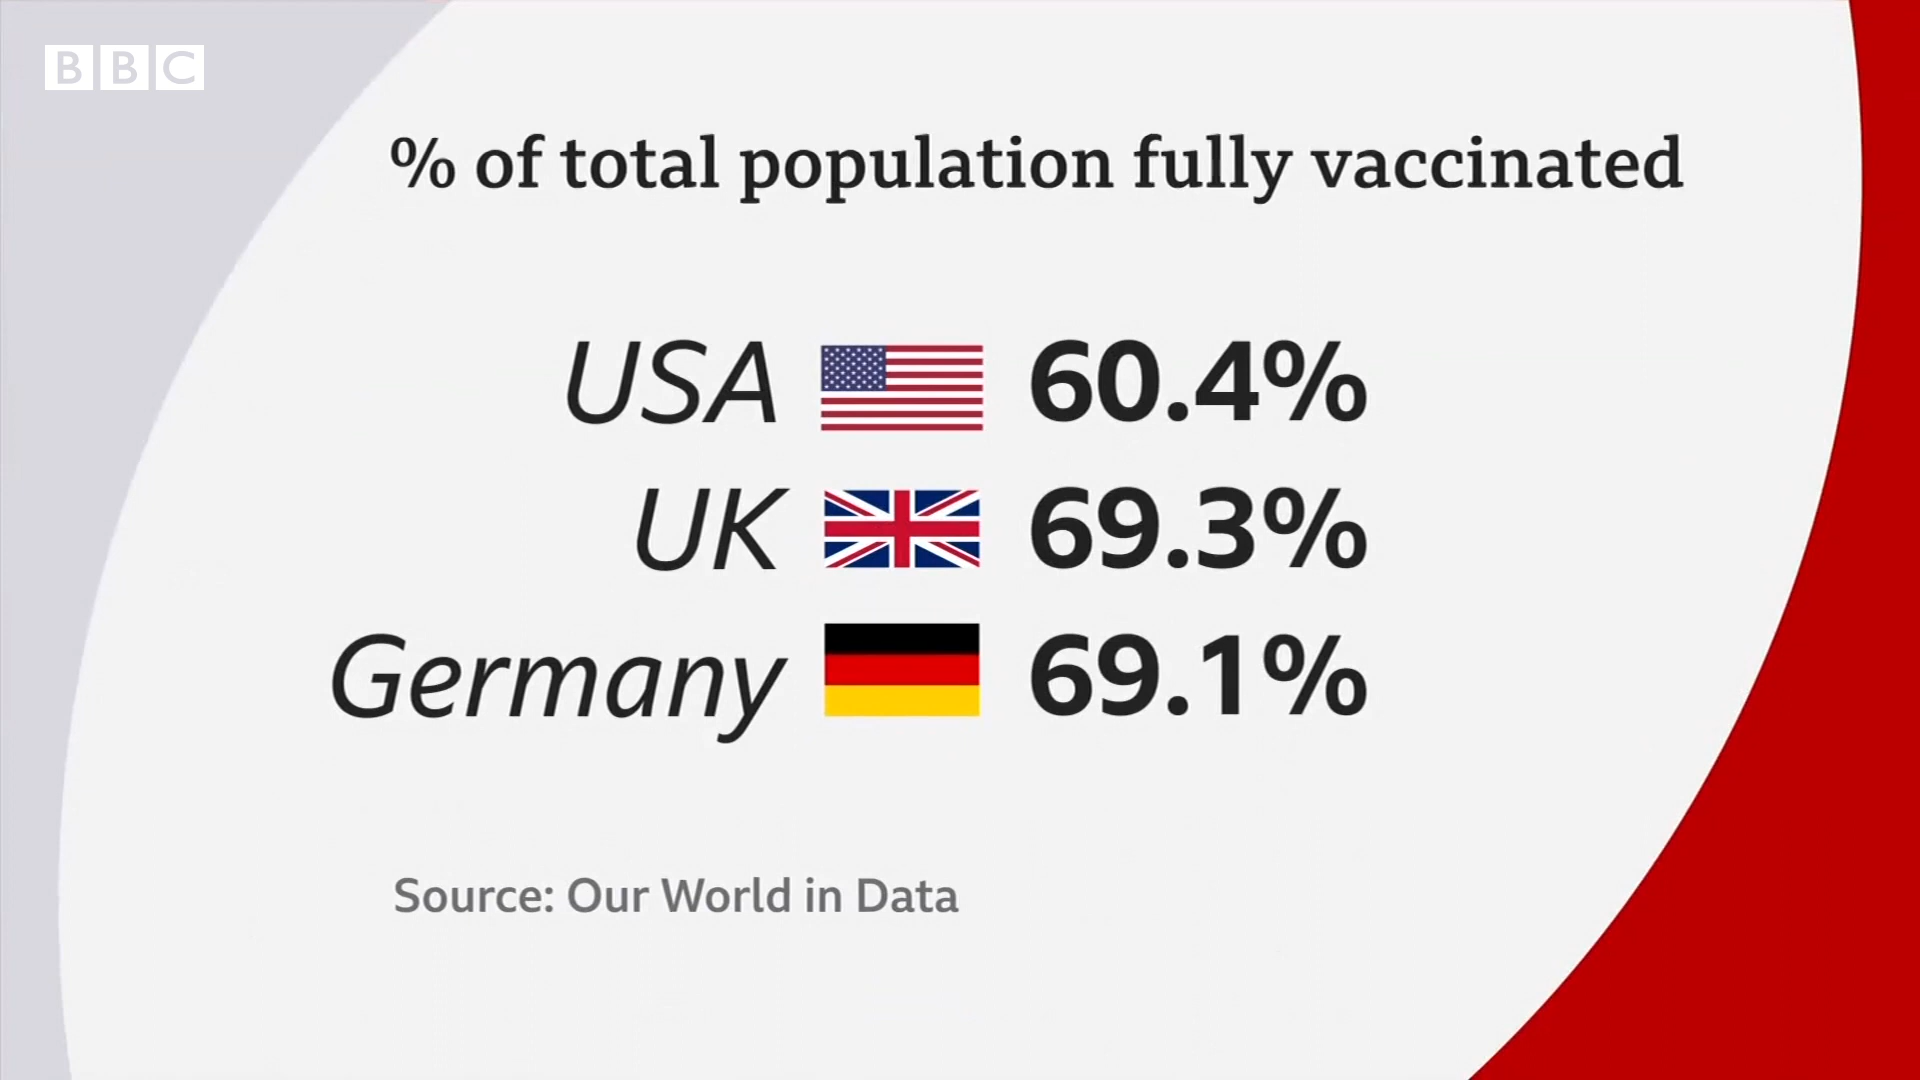 BBC
% of total population fully vaccinated
USA 60.4%
UK 69.3%
Germany 69.1%
Source: Our World in Data